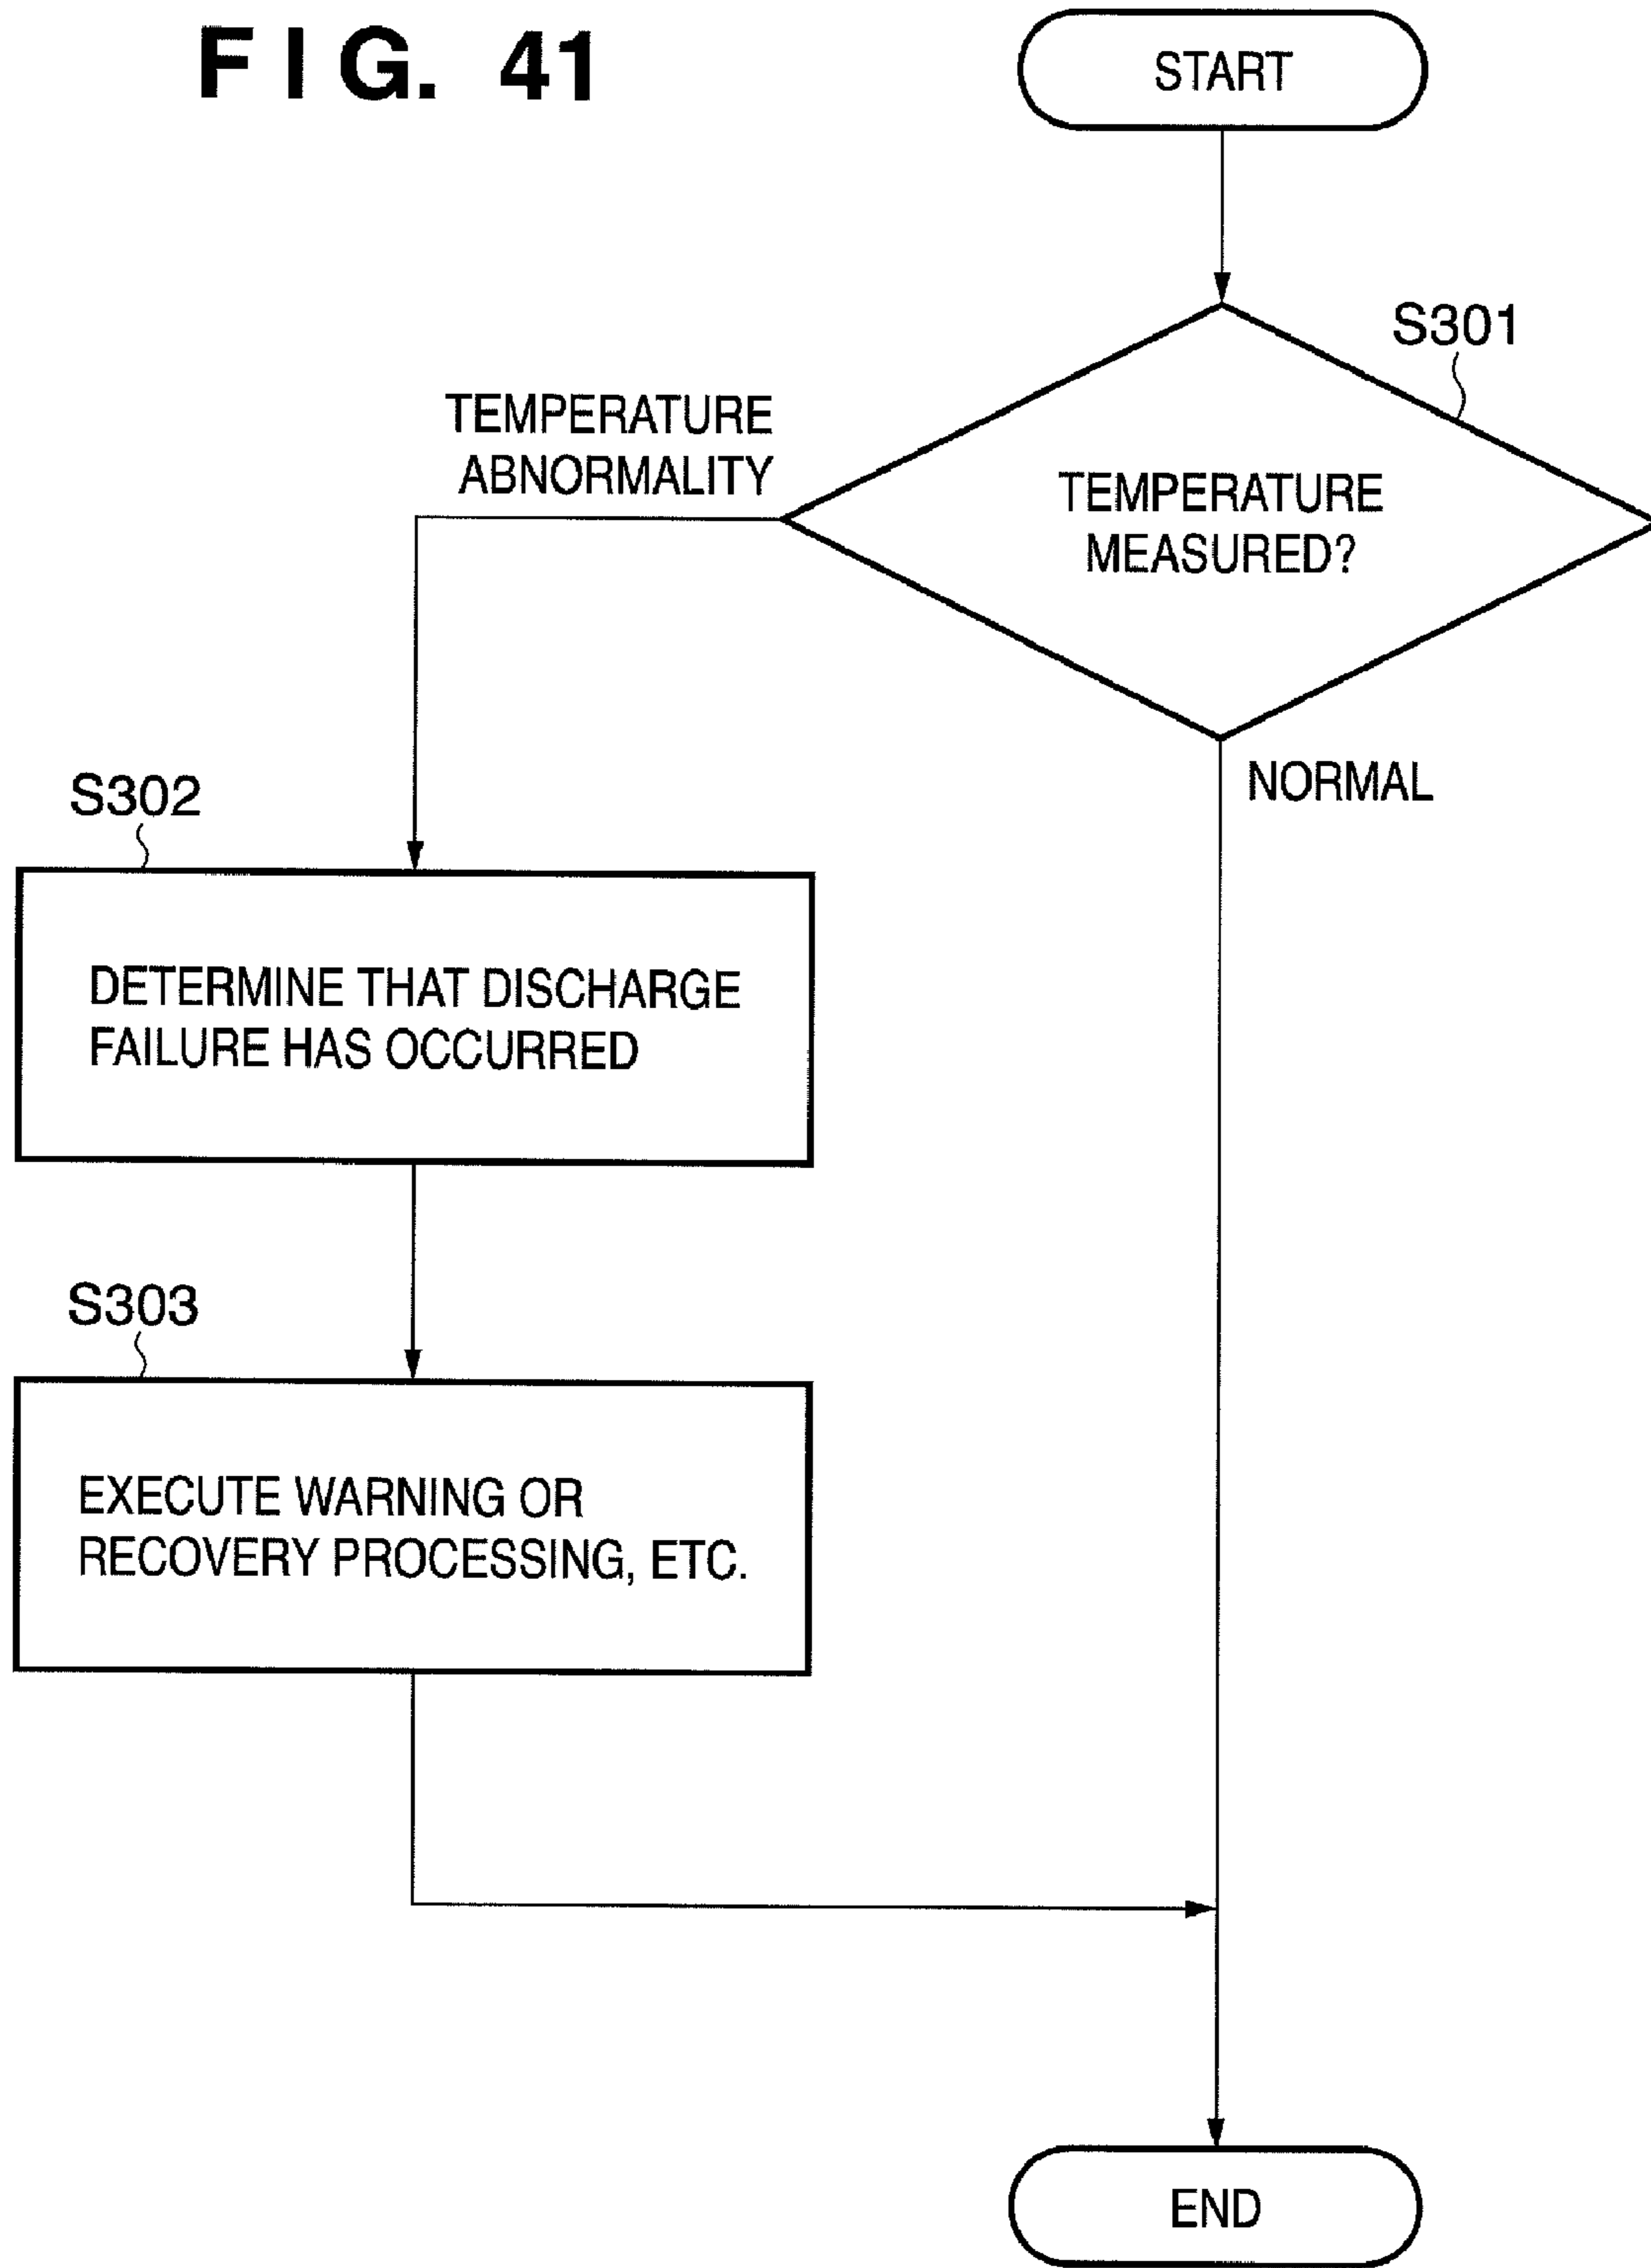 FIG. 41
START
S301
TEMPERATURE
ABNORMALITY
TEMPERATURE
MEASURED?
NORMAL
S302
DETERMINE THAT DISCHARGE
FAILURE HAS OCCURRED
S303
EXECUTE WARNING OR
RECOVERY PROCESSING, ETC.
END